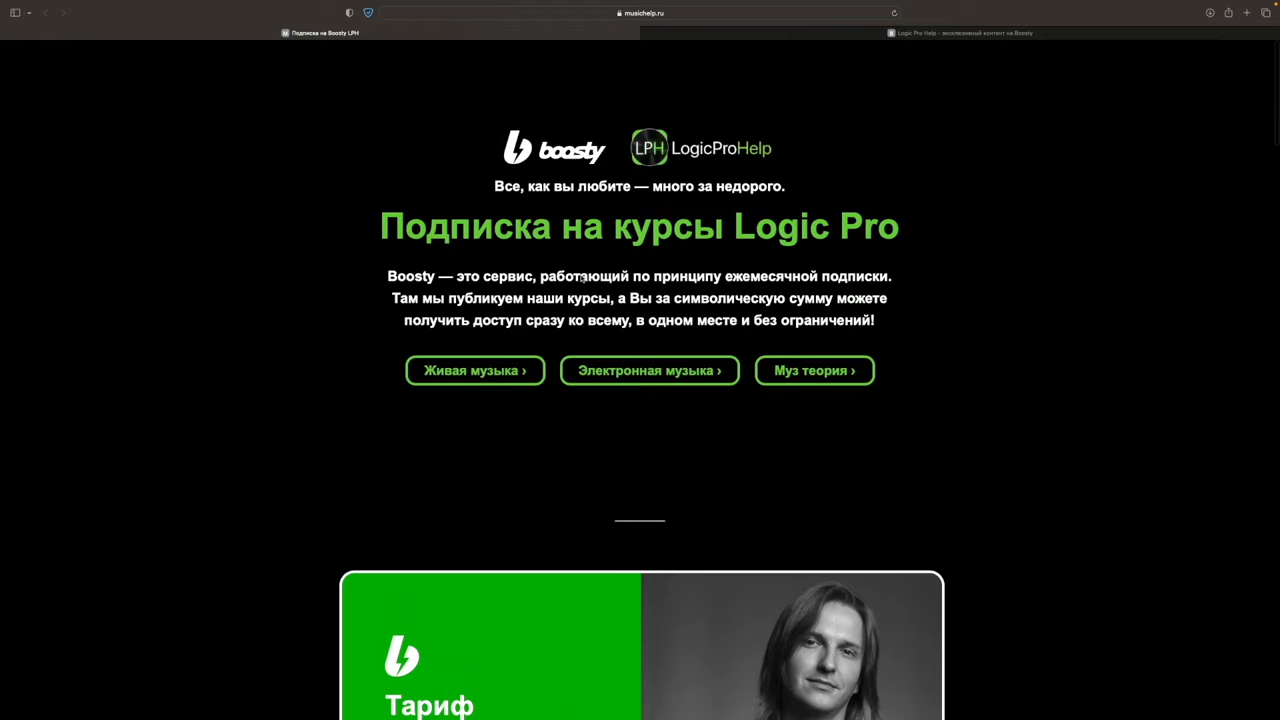 musichelp.ru
Подписка на Boosty LPH
Logic Pro Help - эксклюзивный контент на Boosty
boosty LPH LogicProHelp
Все, как вы любите — много за недорого.
Подписка на курсы Logic Pro
Boosty — это сервис, работающий по принципу ежемесячной подписки.
Там мы публикуем наши курсы, а Вы за символическую сумму можете
получить доступ сразу ко всему, в одном месте и без ограничений!
Живая музыка › Электронная музыка › Муз теория ›
Тариф